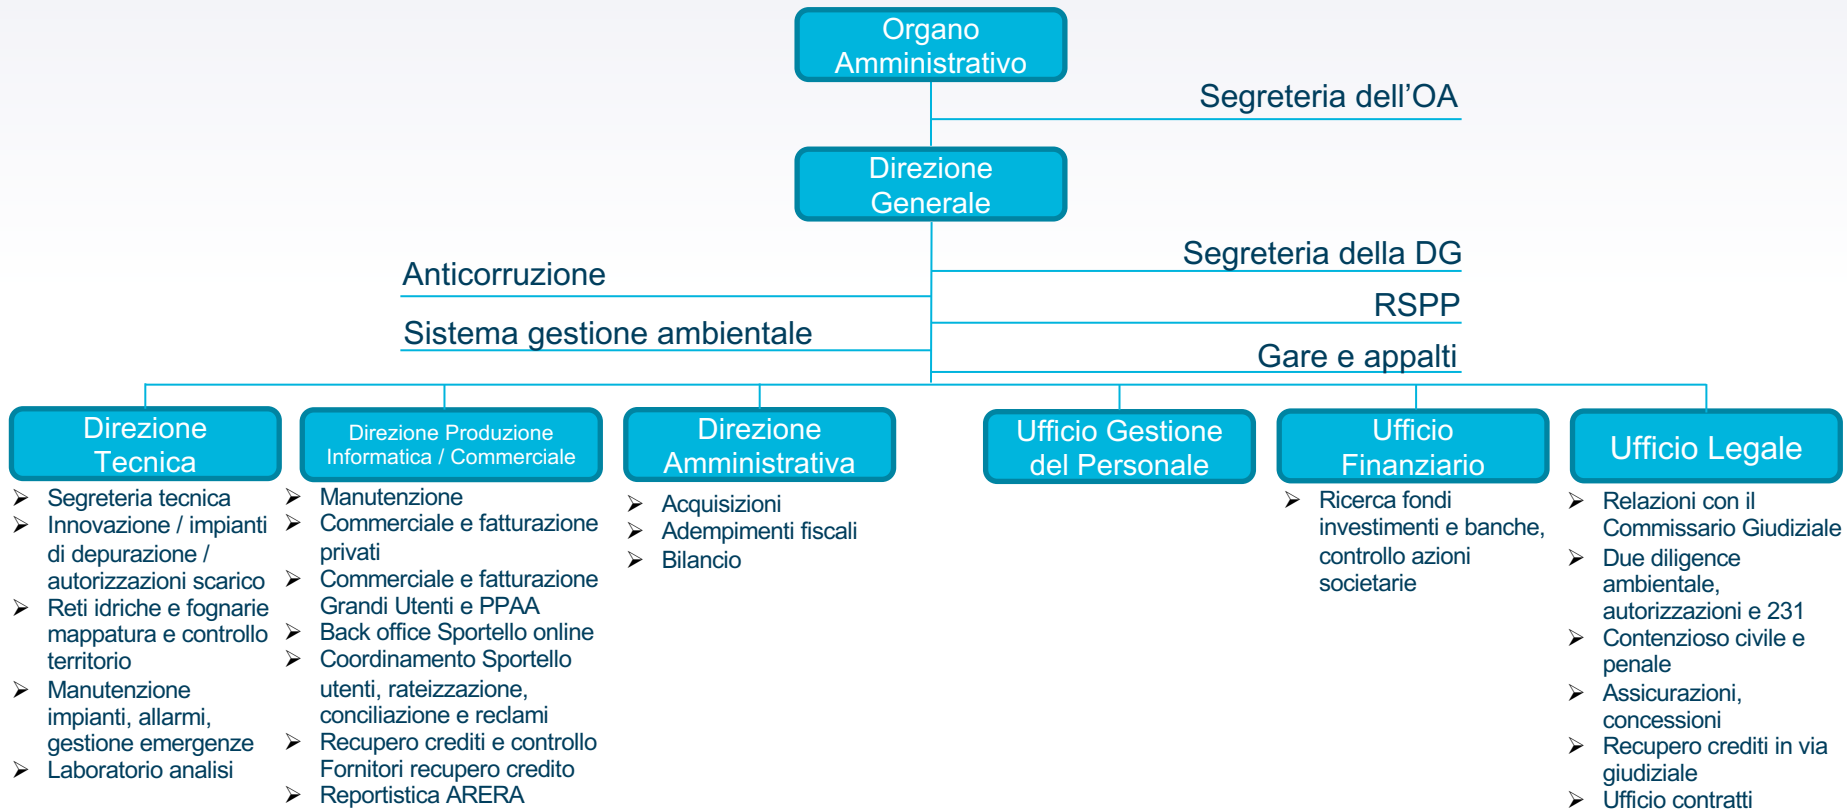 Organo
Amministrativo
Segreteria dell’OA
Direzione
Generale
Segreteria della DG
Anticorruzione
RSPP
Sistema gestione ambientale
Gare e appalti
Direzione
Tecnica
➢ Segreteria tecnica
➢ Innovazione / impianti
di depurazione /
autorizzazioni scarico
➢ Reti idriche e fognarie
mappatura e controllo
territorio
➢ Manutenzione
impianti, allarmi,
gestione emergenze
➢ Laboratorio analisi
Direzione Produzione
Informatica / Commerciale
➢ Manutenzione
➢ Commerciale e fatturazione
privati
➢ Commerciale e fatturazione
Grandi Utenti e PPAA
➢ Back office Sportello online
➢ Coordinamento Sportello
utenti, rateizzazione,
conciliazione e reclami
➢ Recupero crediti e controllo
Fornitori recupero credito
➢ Reportistica ARERA
Direzione
Amministrativa
➢ Acquisizioni
➢ Adempimenti fiscali
➢ Bilancio
Ufficio Gestione
del Personale
Ufficio
Finanziario
➢ Ricerca fondi
investimenti e banche,
controllo azioni
societarie
Ufficio Legale
➢ Relazioni con il
Commissario Giudiziale
➢ Due diligence
ambientale,
autorizzazioni e 231
➢ Contenzioso civile e
penale
➢ Assicurazioni,
concessioni
➢ Recupero crediti in via
giudiziale
➢ Ufficio contratti